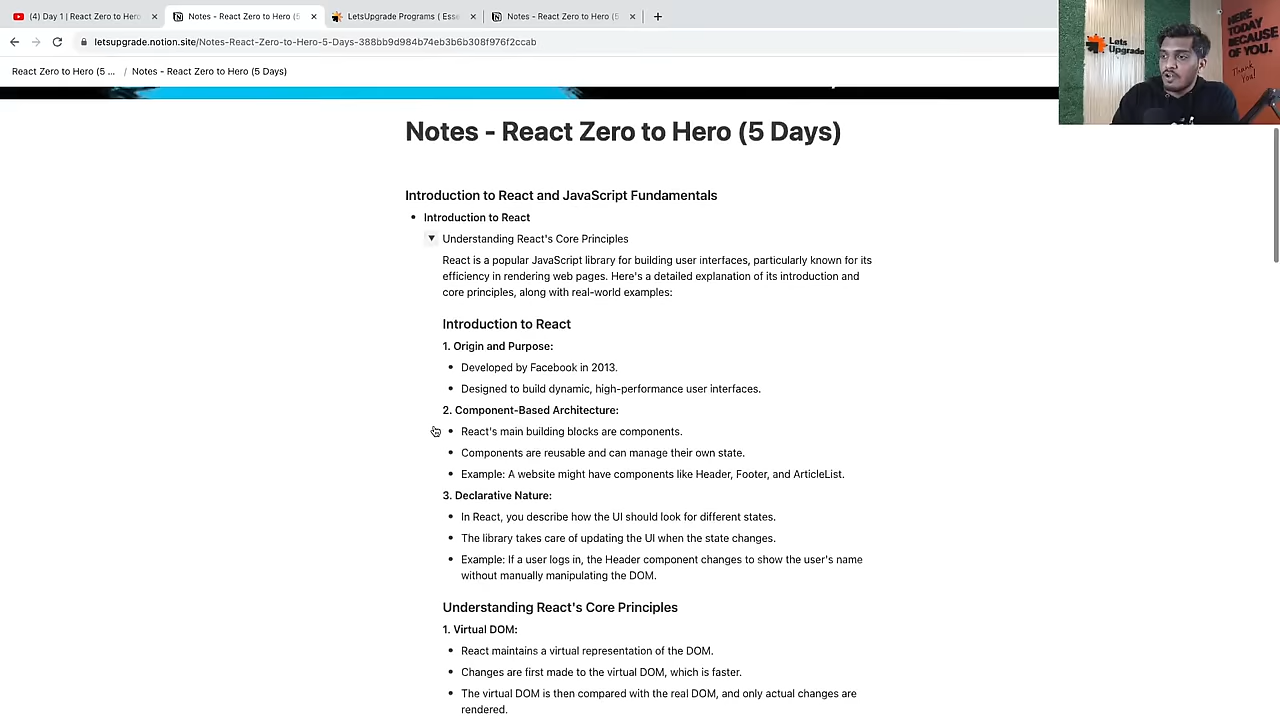 (4) Day 1 | React Zero to Hero
Notes - React Zero to Hero (5
LetsUpgrade Programs ( Esse
Notes - React Zero to Hero (5
letsupgrade.notion.site/Notes-React-Zero-to-Hero-5-Days-388bb9d984b74eb3b6b308f976f2ccab
React Zero to Hero (5 ... / Notes - React Zero to Hero (5 Days)
Lets
Upgrade
HERE
TODAY
BECAUSE
OF YOU.
Thank
You!
Notes - React Zero to Hero (5 Days)
Introduction to React and JavaScript Fundamentals
• Introduction to React
▼ Understanding React's Core Principles
React is a popular JavaScript library for building user interfaces, particularly known for its
efficiency in rendering web pages. Here's a detailed explanation of its introduction and
core principles, along with real-world examples:
Introduction to React
1. Origin and Purpose:
• Developed by Facebook in 2013.
• Designed to build dynamic, high-performance user interfaces.
2. Component-Based Architecture:
• React's main building blocks are components.
• Components are reusable and can manage their own state.
• Example: A website might have components like Header, Footer, and ArticleList.
3. Declarative Nature:
• In React, you describe how the UI should look for different states.
• The library takes care of updating the UI when the state changes.
• Example: If a user logs in, the Header component changes to show the user's name
without manually manipulating the DOM.
Understanding React's Core Principles
1. Virtual DOM:
• React maintains a virtual representation of the DOM.
• Changes are first made to the virtual DOM, which is faster.
• The virtual DOM is then compared with the real DOM, and only actual changes are
rendered.